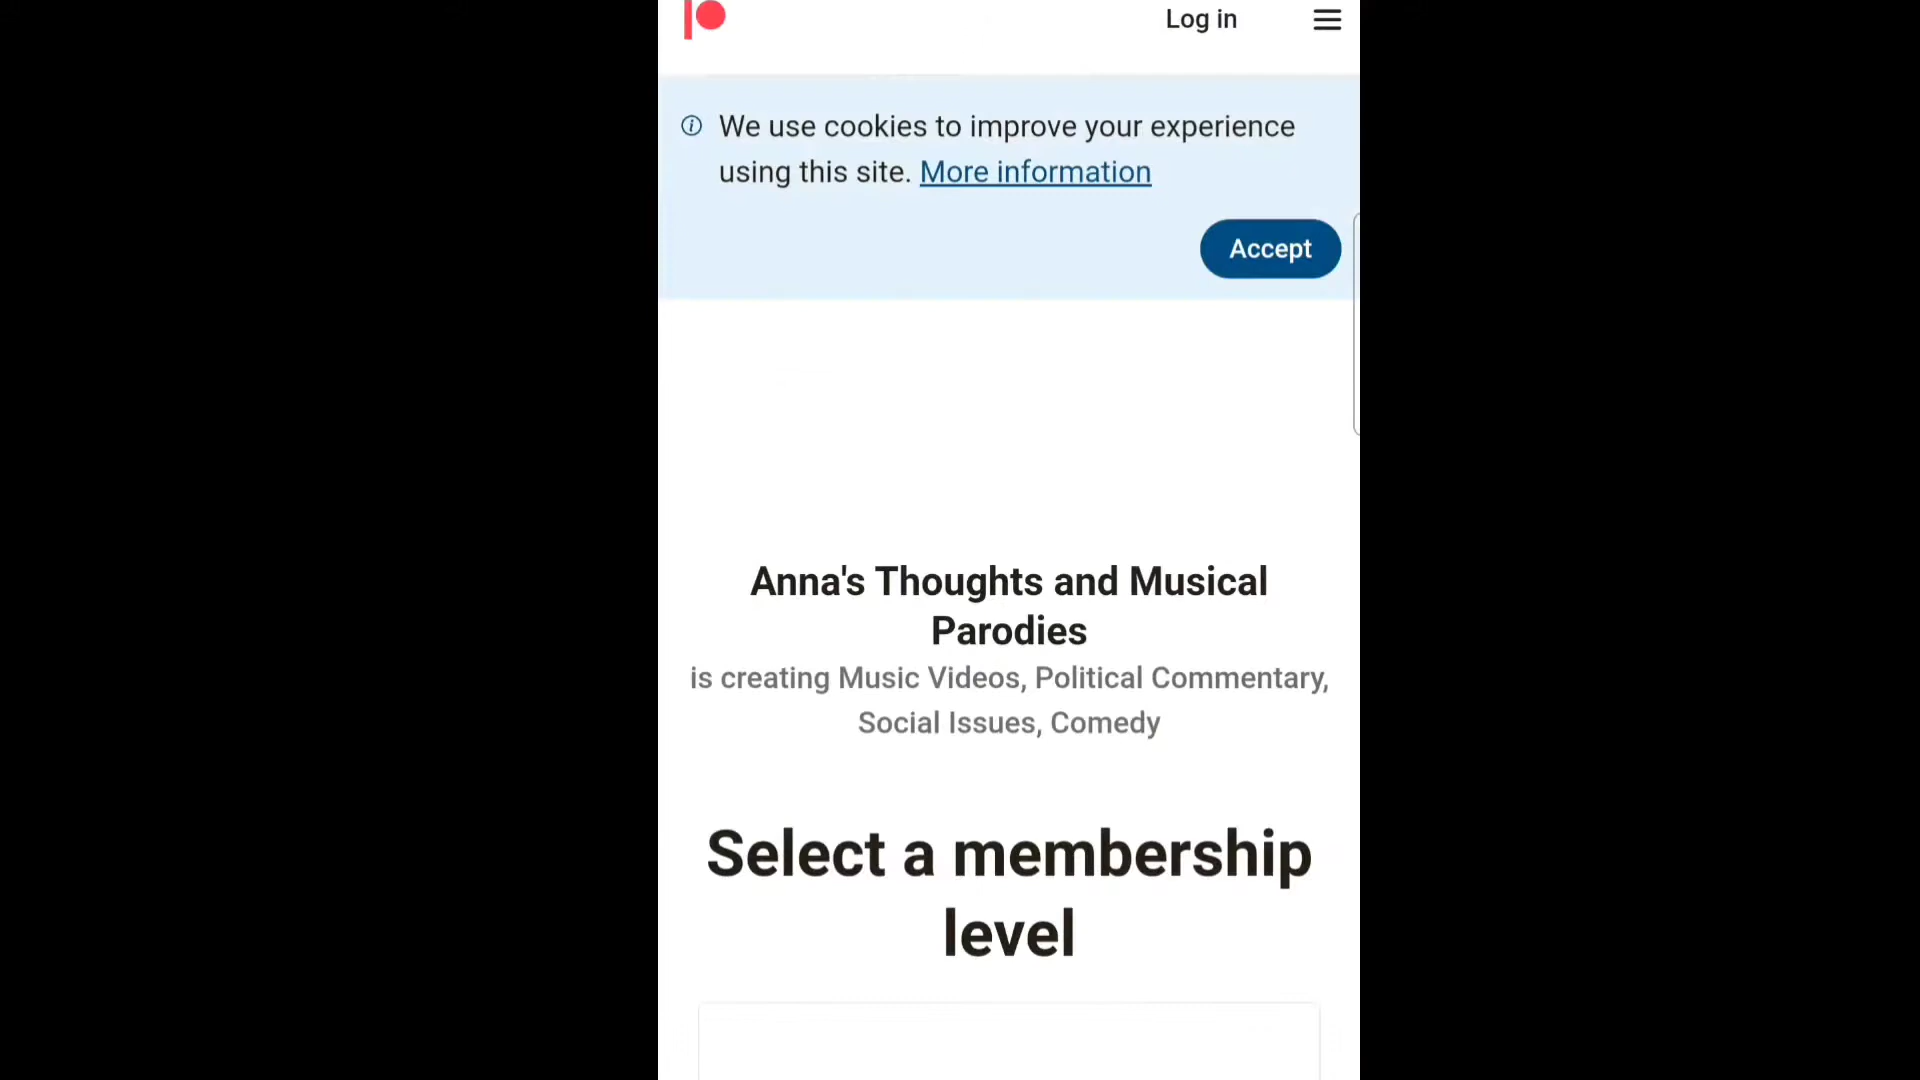 Log in
We use cookies to improve your experience
using this site. More information
Accept
Anna's Thoughts and Musical
Parodies
is creating Music Videos, Political Commentary,
Social Issues, Comedy
Select a membership
level